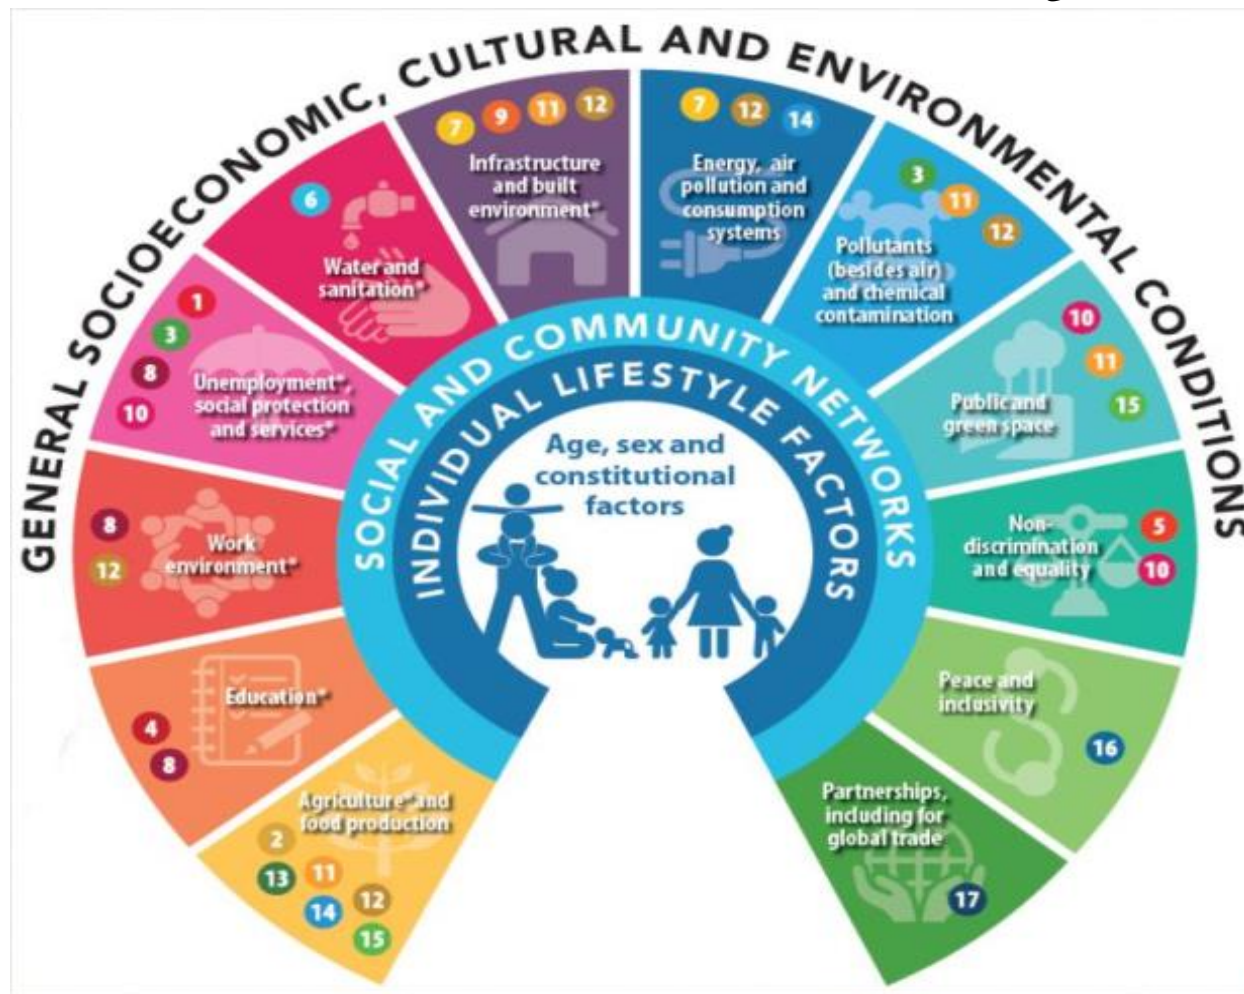 GENERAL SOCIOECONOMIC, CULTURAL AND ENVIRONMENTAL CONDITIONS
SOCIAL AND COMMUNITY NETWORKS
INDIVIDUAL LIFESTYLE FACTORS
Age, sex and
constitutional
factors
2
13
11
14
12
15
Agriculture* and
food production
4
8
Education*
8
12
Work
environment*
1
3
8
10
Unemployment*,
social protection
and services*
6
Water and
sanitation*
7
9
11
12
Infrastructure
and built
environment*
7
12
14
Energy, air
pollution and
consumption
systems
3
11
12
Pollutants
(besides air)
and chemical
contamination
10
11
15
Public and
green space
5
10
Non-
discrimination
and equality
Peace and
inclusivity
16
Partnerships,
including for
global trade
17